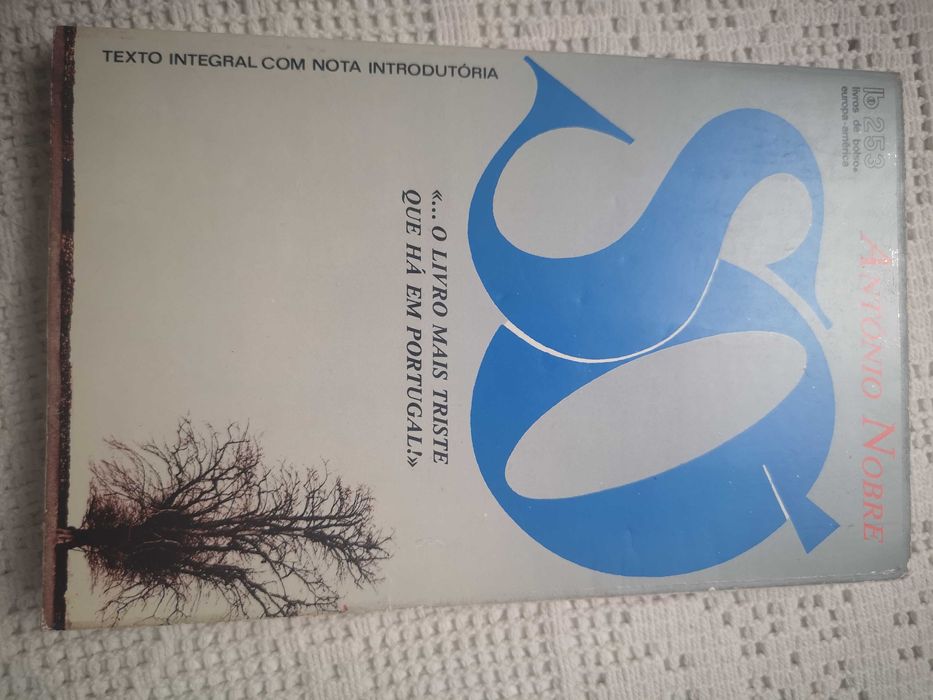 lb 253
livros de bolso
europa-américa
ANTÓNIO NOBRE
SÓ
«... O LIVRO MAIS TRISTE
QUE HÁ EM PORTUGAL!»
TEXTO INTEGRAL COM NOTA INTRODUTÓRIA